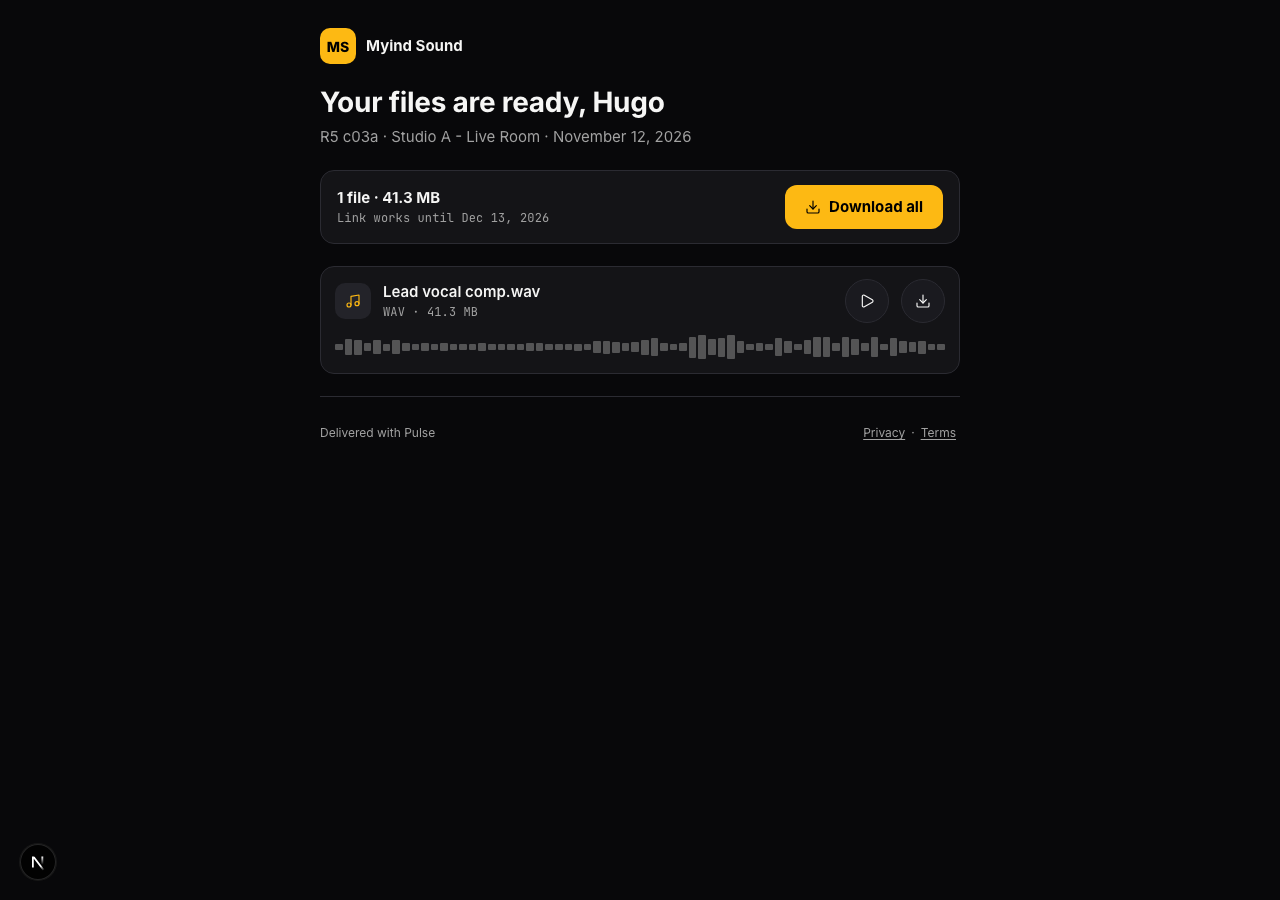 MS
Myind Sound
Your files are ready, Hugo
R5 c03a · Studio A - Live Room · November 12, 2026
1 file · 41.3 MB
Link works until Dec 13, 2026
Download all
Lead vocal comp.wav
WAV · 41.3 MB
Delivered with Pulse
Privacy · Terms
N